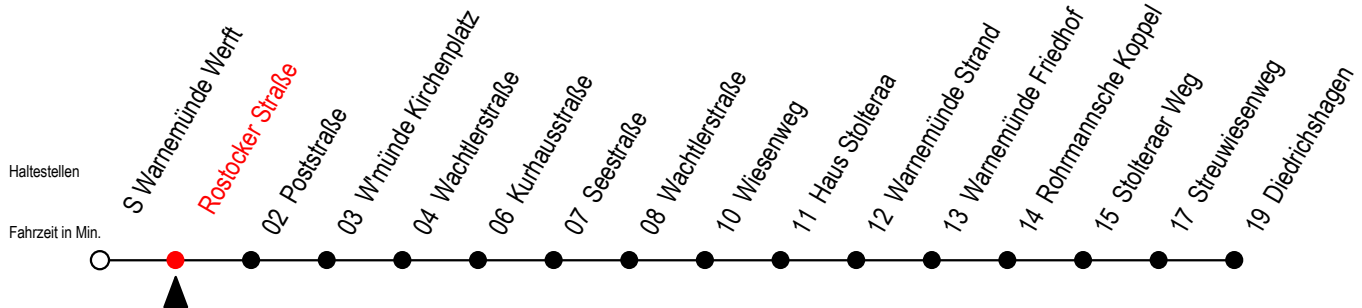 S Warnemünde Werft
Rostocker Straße
02 Poststraße
03 W'münde Kirchenplatz
04 Wachtlerstraße
06 Kurhausstraße
07 Seestraße
08 Wachtlerstraße
10 Wiesenweg
11 Haus Stolteraa
12 Warnemünde Strand
13 Warnemünde Friedhof
14 Rohrmannsche Koppel
15 Stolteraer Weg
17 Streuwiesenweg
19 Diedrichshagen
Haltestellen
Fahrzeit in Min.